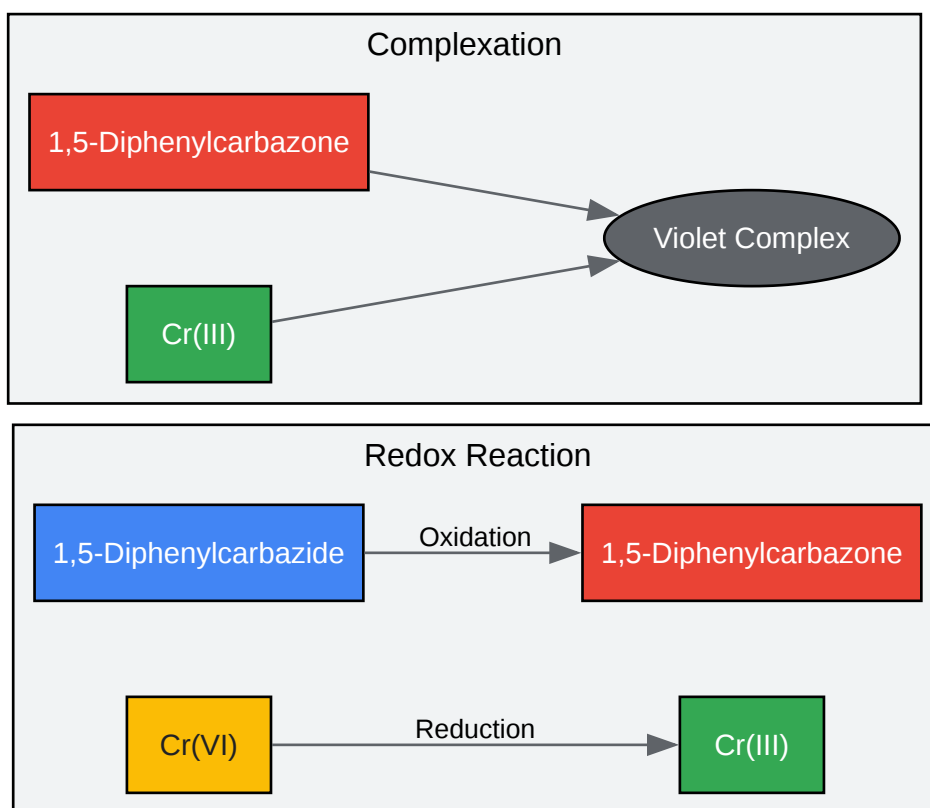 Complexation
1,5-Diphenylcarbazone
Violet Complex
Cr(III)
Redox Reaction
1,5-Diphenylcarbazide
Oxidation
1,5-Diphenylcarbazone
Cr(VI)
Reduction
Cr(III)